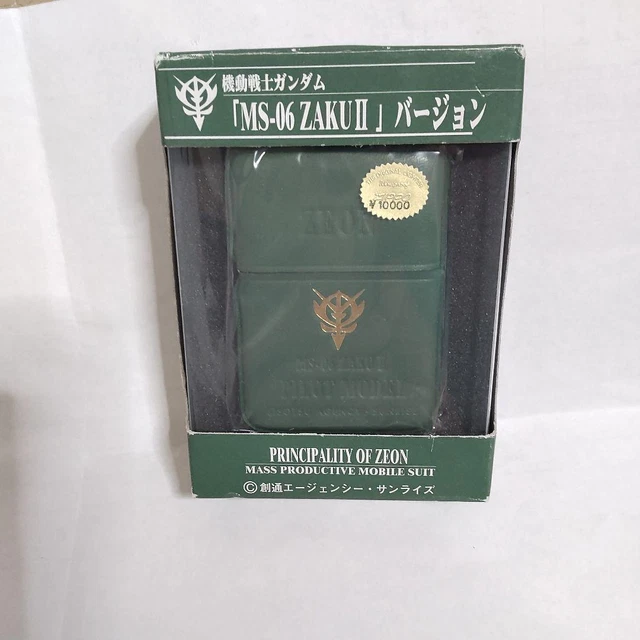 機動戦士ガンダム
「MS-06 ZAKUⅡ」バージョン
¥10000
ZEON
PILOT MODEL
PRINCIPALITY OF ZEON
MASS PRODUCTIVE MOBILE SUIT
©創通エージェンシー・サンライズ